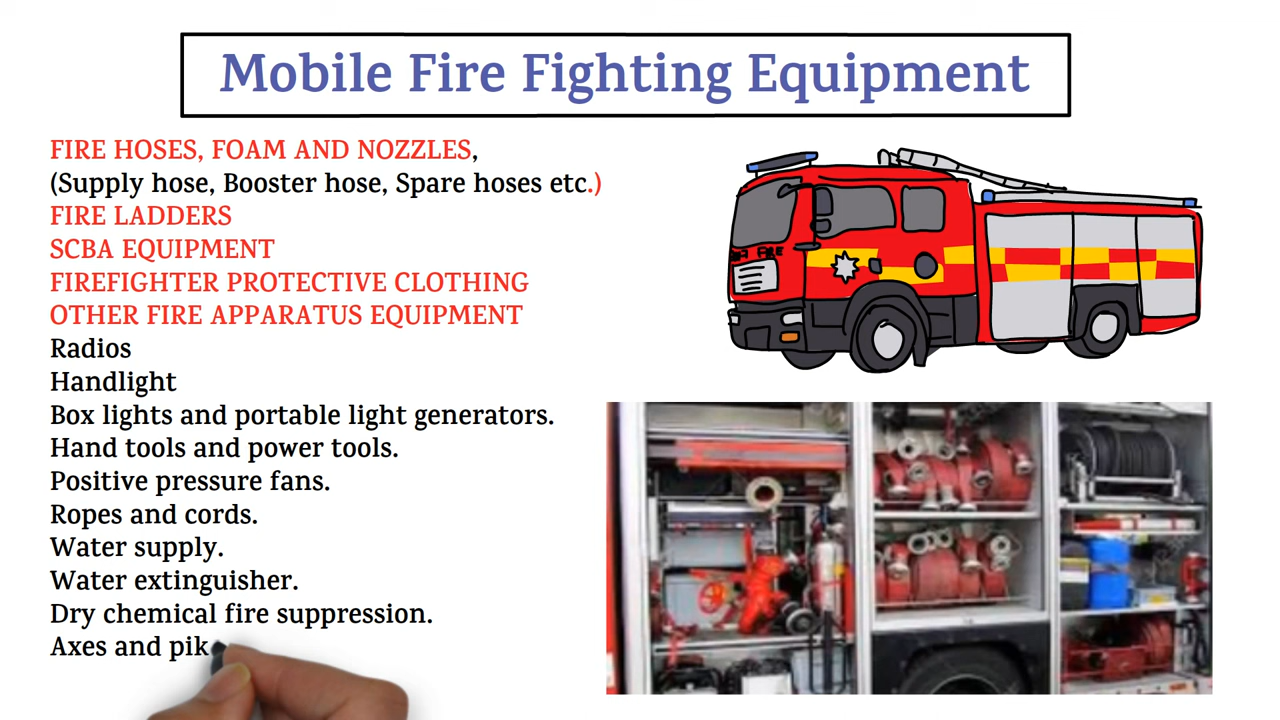 Mobile Fire Fighting Equipment
FIRE HOSES, FOAM AND NOZZLES,
(Supply hose, Booster hose, Spare hoses etc.)
FIRE LADDERS
SCBA EQUIPMENT
FIREFIGHTER PROTECTIVE CLOTHING
OTHER FIRE APPARATUS EQUIPMENT
Radios
Handlight
Box lights and portable light generators.
Hand tools and power tools.
Positive pressure fans.
Ropes and cords.
Water supply.
Water extinguisher.
Dry chemical fire suppression.
Axes and pik